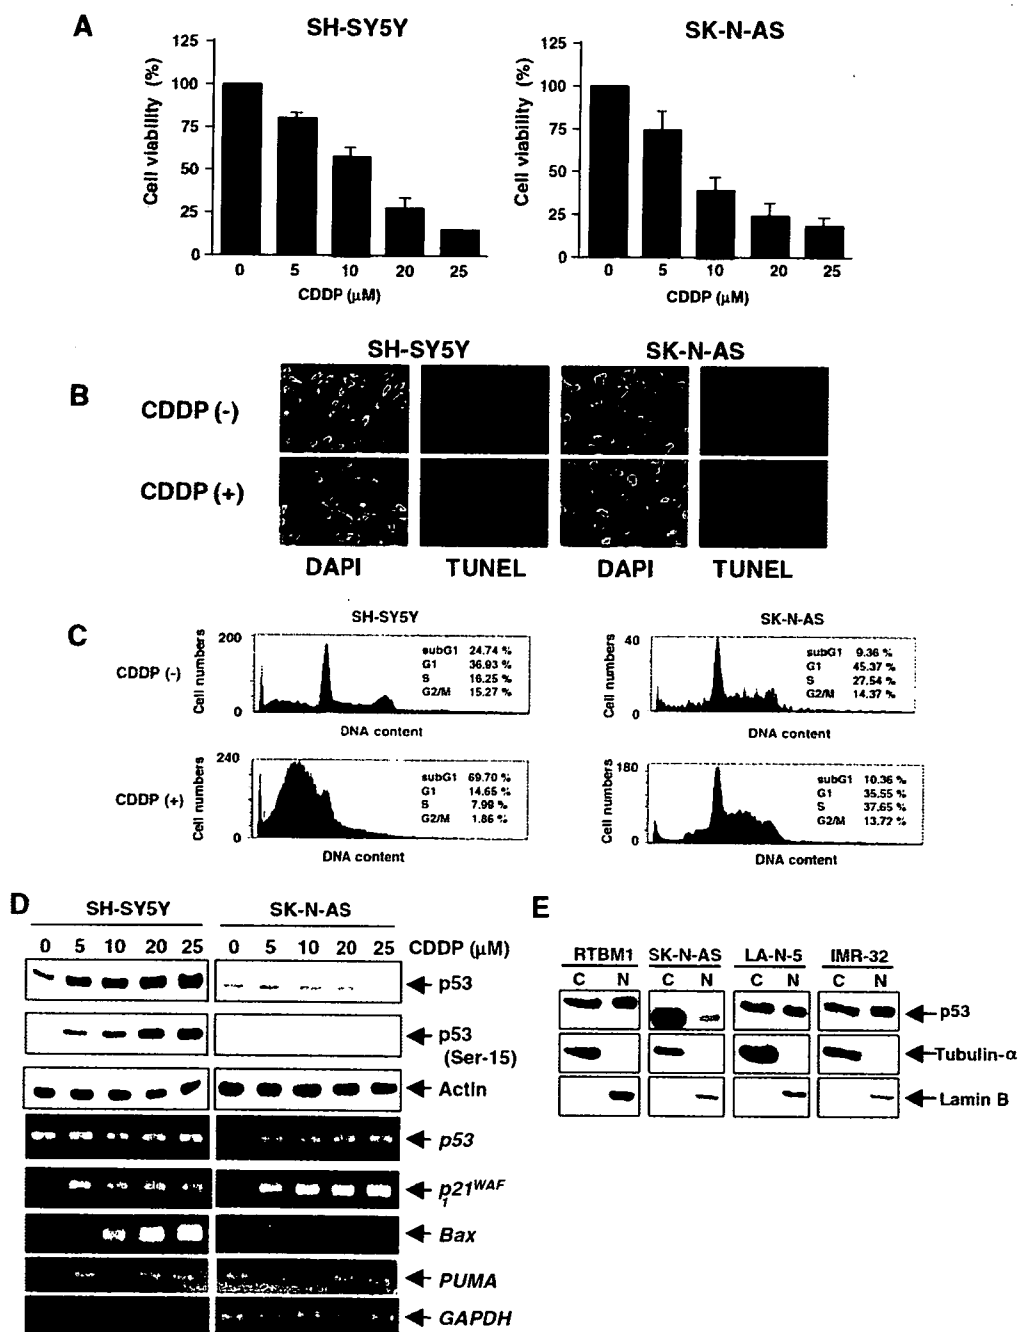 A
SH-SY5Y
SK-N-AS
Cell viability (%)
125
100
75
50
25
0
0 5 10 20 25
CDDP (μM)
Cell viability (%)
125
100
75
50
25
0
0 5 10 20 25
CDDP (μM)
B
SH-SY5Y
SK-N-AS
CDDP (-)
CDDP (+)
DAPI
TUNEL
DAPI
TUNEL
C
SH-SY5Y
SK-N-AS
CDDP (-)
Cell numbers
200
0
subG1 24.74 %
G1 36.93 %
S 16.25 %
G2/M 15.27 %
DNA content
Cell numbers
40
0
subG1 9.36 %
G1 45.37 %
S 27.54 %
G2/M 14.37 %
DNA content
CDDP (+)
Cell numbers
240
0
subG1 69.70 %
G1 14.65 %
S 7.99 %
G2/M 1.86 %
DNA content
Cell numbers
180
0
subG1 10.36 %
G1 35.55 %
S 37.65 %
G2/M 13.72 %
DNA content
D
SH-SY5Y
SK-N-AS
0 5 10 20 25
0 5 10 20 25
CDDP (μM)
p53
p53
(Ser-15)
Actin
p53
p21WAF
1
Bax
PUMA
GAPDH
E
RTBM1
SK-N-AS
LA-N-5
IMR-32
C N C N C N C N
p53
Tubulin-α
Lamin B